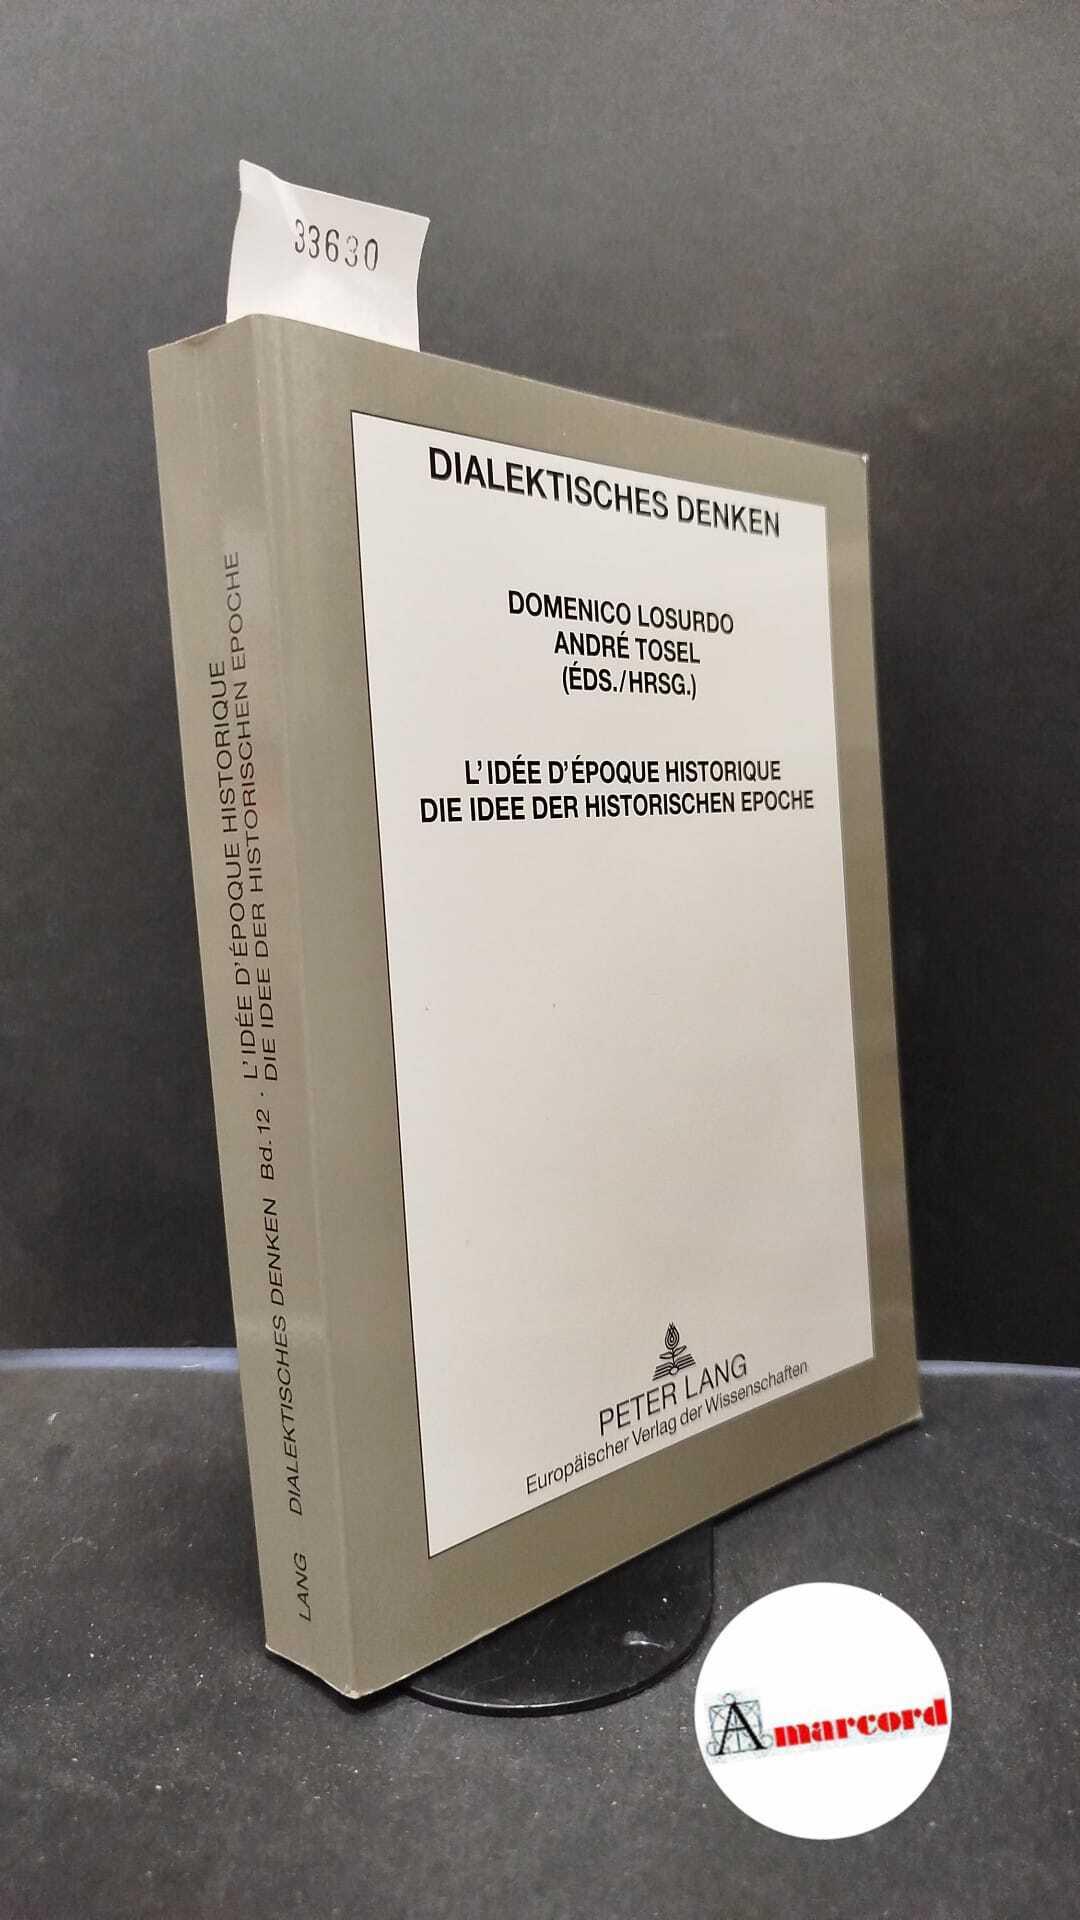 33630
DIALEKTISCHES DENKEN
DOMENICO LOSURDO
ANDRÉ TOSEL
(ÉDS./HRSG.)
L'IDÉE D'ÉPOQUE HISTORIQUE
DIE IDEE DER HISTORISCHEN EPOCHE
PETER LANG
Europäischer Verlag der Wissenschaften
LANG DIALEKTISCHES DENKEN Bd. 12 · L'IDÉE D'ÉPOQUE HISTORIQUE
DIE IDEE DER HISTORISCHEN EPOCHE
Amarcord